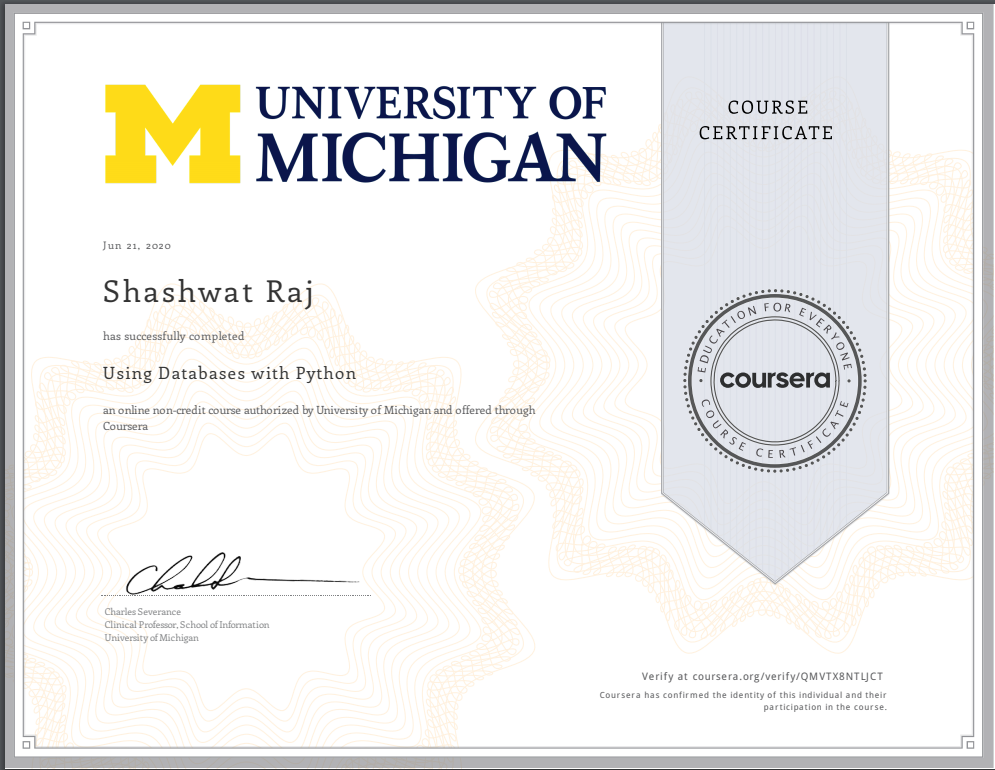 UNIVERSITY OF
MICHIGAN
COURSE
CERTIFICATE
Jun 21, 2020
Shashwat Raj
has successfully completed
Using Databases with Python
an online non-credit course authorized by University of Michigan and offered through
Coursera
EDUCATION FOR EVERYONE
coursera
COURSE CERTIFICATE
Charles Severance
Clinical Professor, School of Information
University of Michigan
Verify at coursera.org/verify/QMVTX8NTLJCT
Coursera has confirmed the identity of this individual and their
participation in the course.